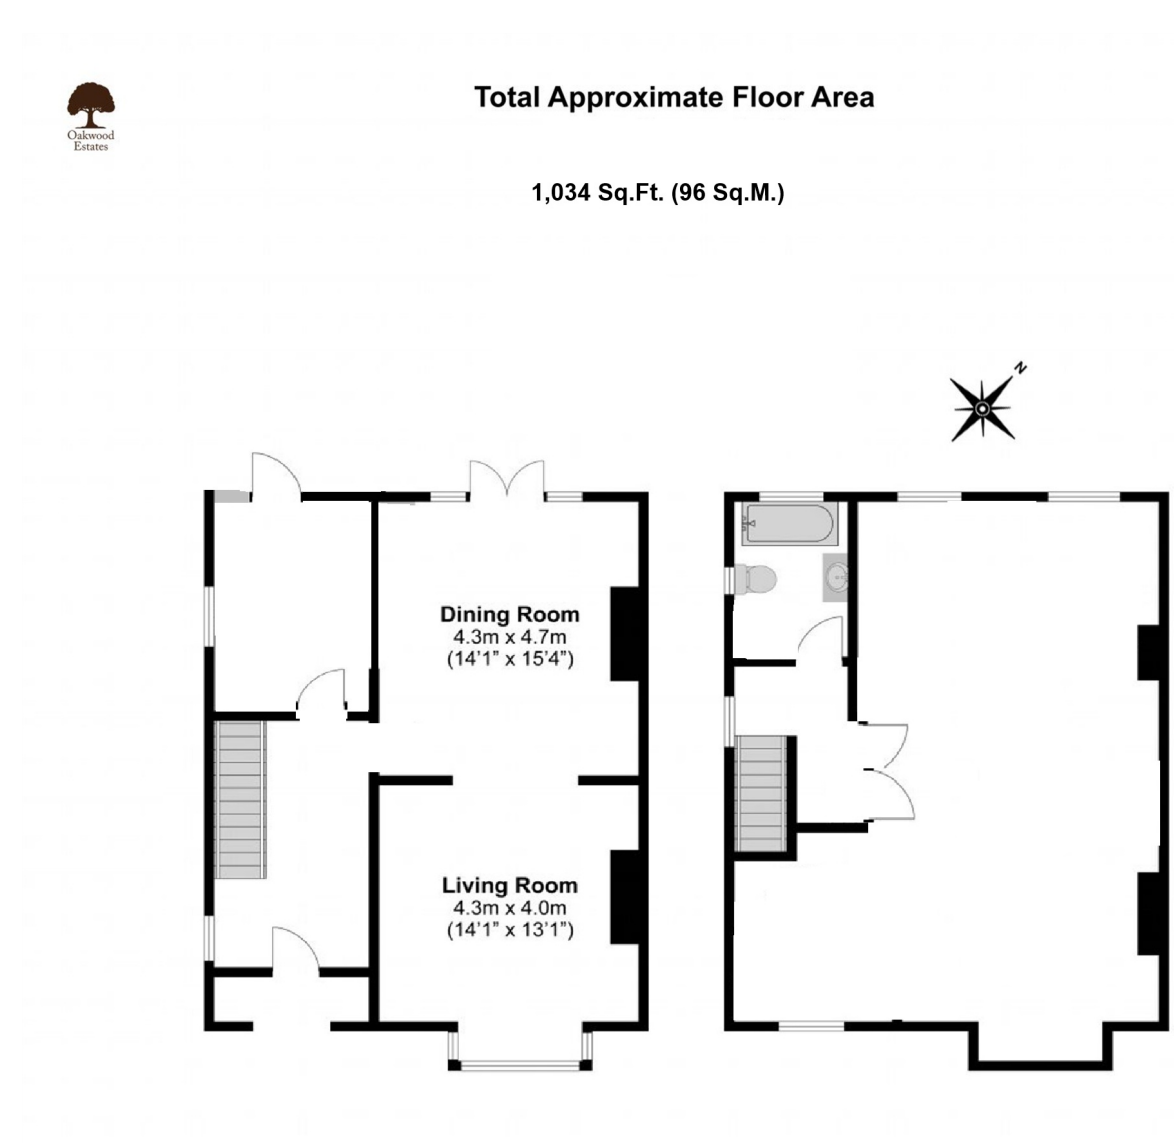 Oakwood
Estates
Total Approximate Floor Area
1,034 Sq.Ft. (96 Sq.M.)
N
Dining Room
4.3m x 4.7m
(14'1" x 15'4")
Living Room
4.3m x 4.0m
(14'1" x 13'1")